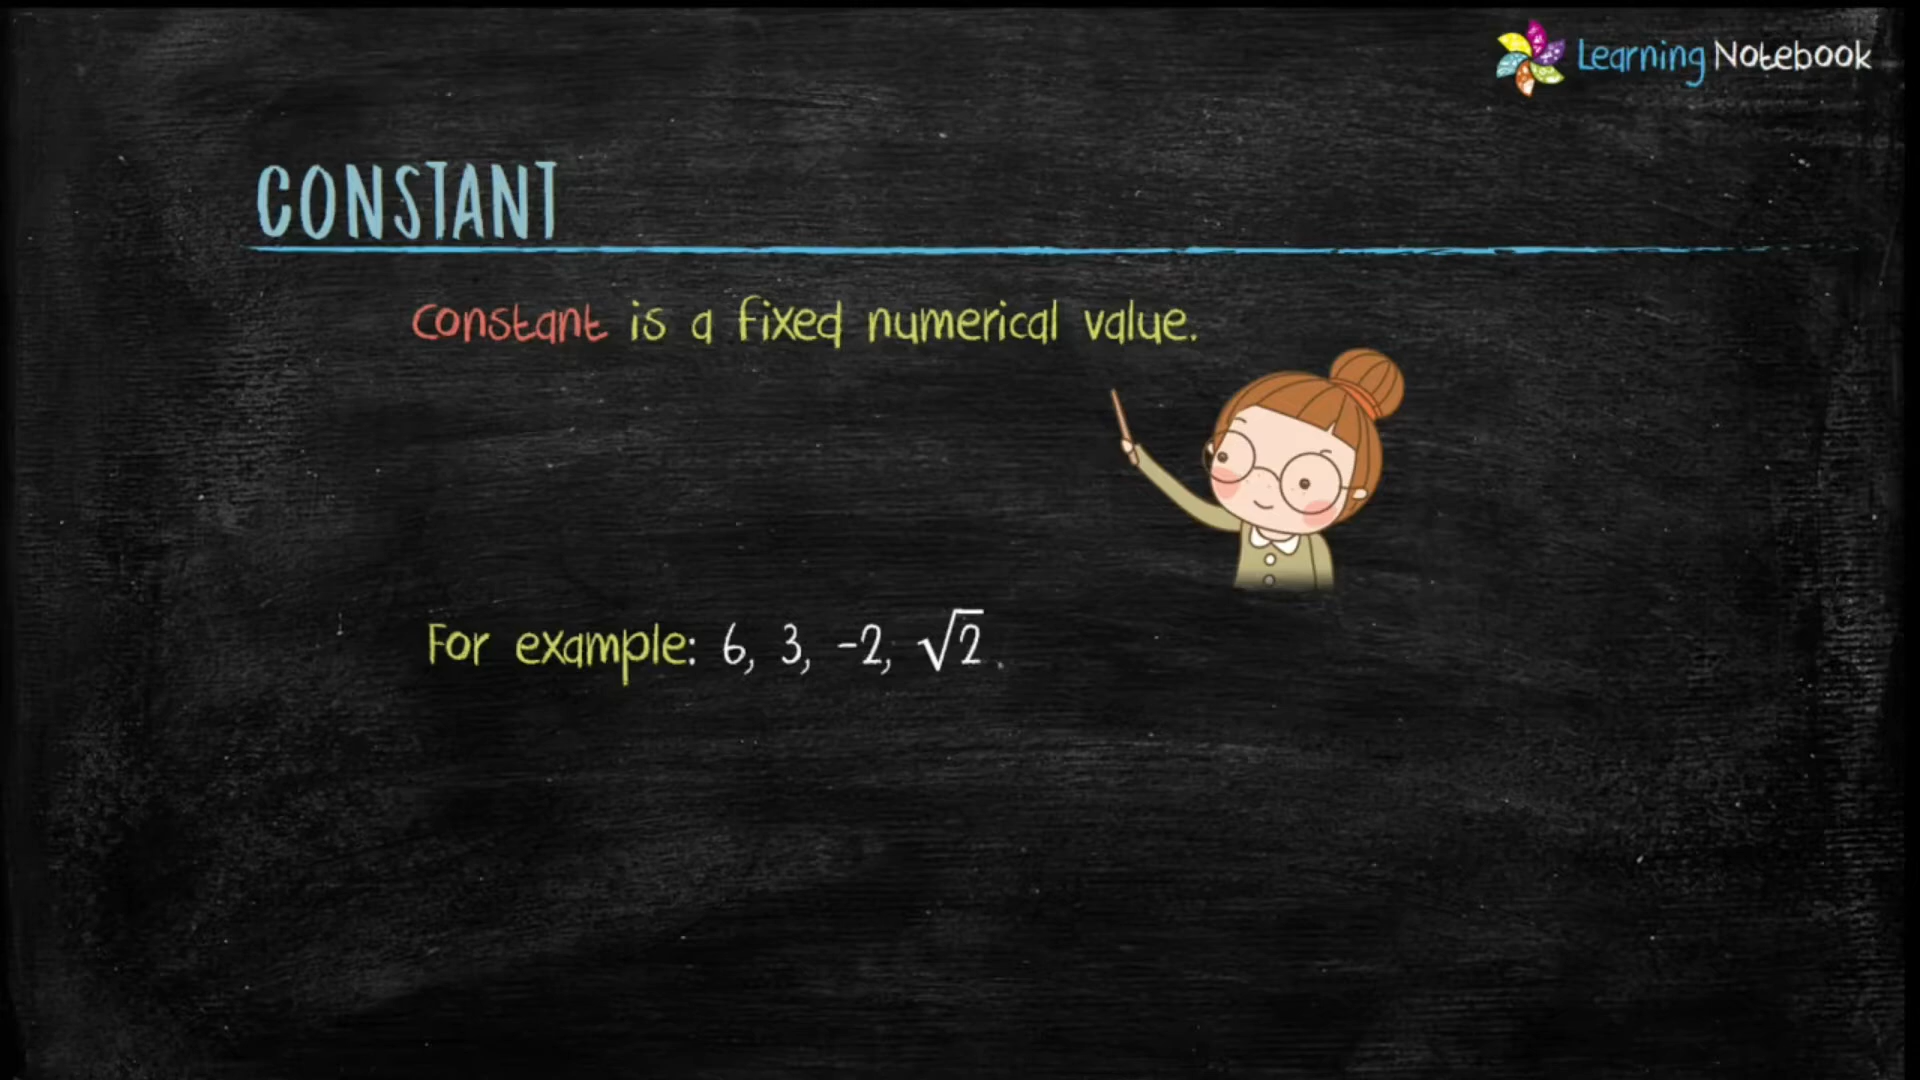 Learning Notebook
CONSTANT
Constant is a fixed numerical value.
For example: 6, 3, -2, √2.